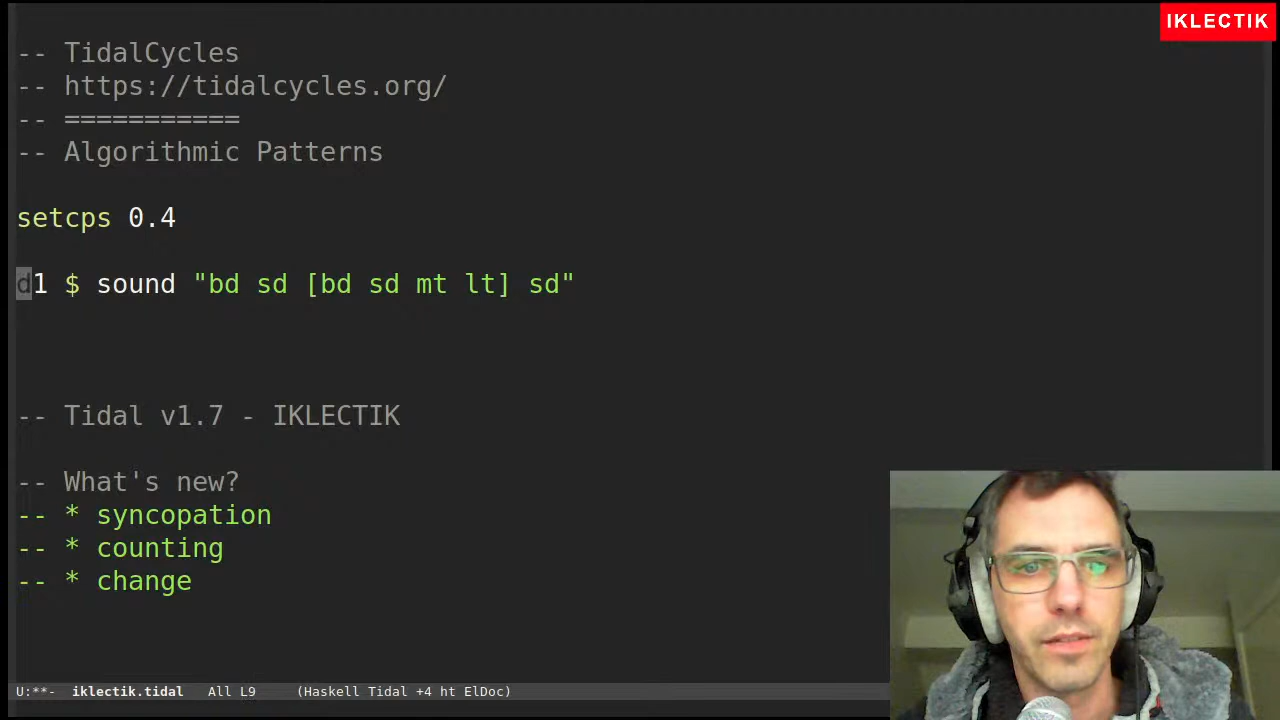 IKLECTIK
-- TidalCycles
-- https://tidalcycles.org/
-- ===========
-- Algorithmic Patterns
setcps 0.4
d1 $ sound "bd sd [bd sd mt lt] sd"
-- Tidal v1.7 - IKLECTIK
-- What's new?
-- * syncopation
-- * counting
-- * change
U:**-  iklectik.tidal   All L9     (Haskell Tidal +4 ht ElDoc)